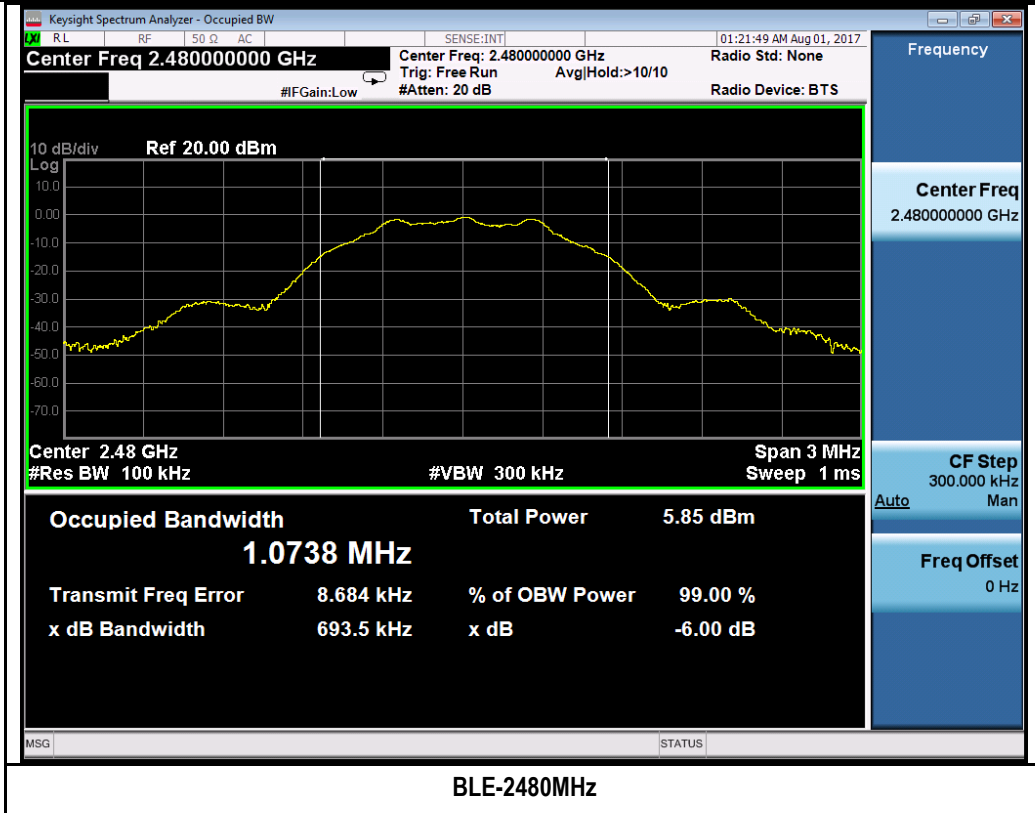 Keysight Spectrum Analyzer - Occupied BW
LXI RL RF 50 Ω AC SENSE:INT 01:21:49 AM Aug 01, 2017
Center Freq 2.480000000 GHz Center Freq: 2.480000000 GHz Radio Std: None
Trig: Free Run Avg|Hold:>10/10
#IFGain:Low #Atten: 20 dB Radio Device: BTS
10 dB/div Ref 20.00 dBm
Log
10.0
0.00
-10.0
-20.0
-30.0
-40.0
-50.0
-60.0
-70.0
Center 2.48 GHz Span 3 MHz
#Res BW 100 kHz #VBW 300 kHz Sweep 1 ms
Occupied Bandwidth Total Power 5.85 dBm
1.0738 MHz
Transmit Freq Error 8.684 kHz % of OBW Power 99.00 %
x dB Bandwidth 693.5 kHz x dB -6.00 dB
Frequency
Center Freq
2.480000000 GHz
CF Step
300.000 kHz
Auto Man
Freq Offset
0 Hz
MSG STATUS
BLE-2480MHz